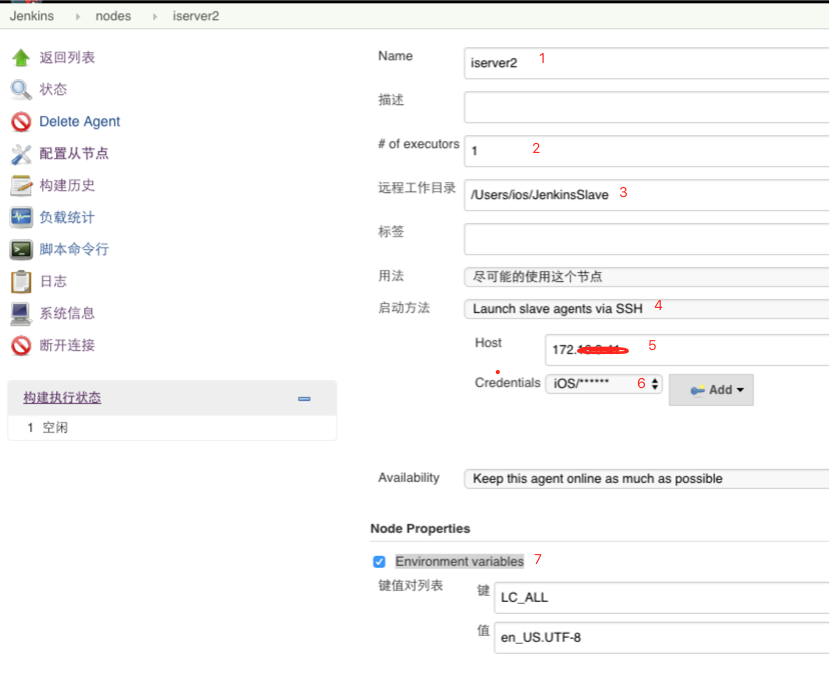 Jenkins nodes iserver2
返回列表
状态
Delete Agent
配置从节点
构建历史
负载统计
脚本命令行
日志
系统信息
断开连接
构建执行状态
1 空闲
Name iserver2 1
描述
# of executors 1 2
远程工作目录 /Users/ios/JenkinsSlave 3
标签
用法 尽可能的使用这个节点
启动方法 Launch slave agents via SSH 4
Host 172. 5
Credentials iOS/****** 6 Add
Availability Keep this agent online as much as possible
Node Properties
Environment variables 7
键值对列表 键 LC_ALL
值 en_US.UTF-8